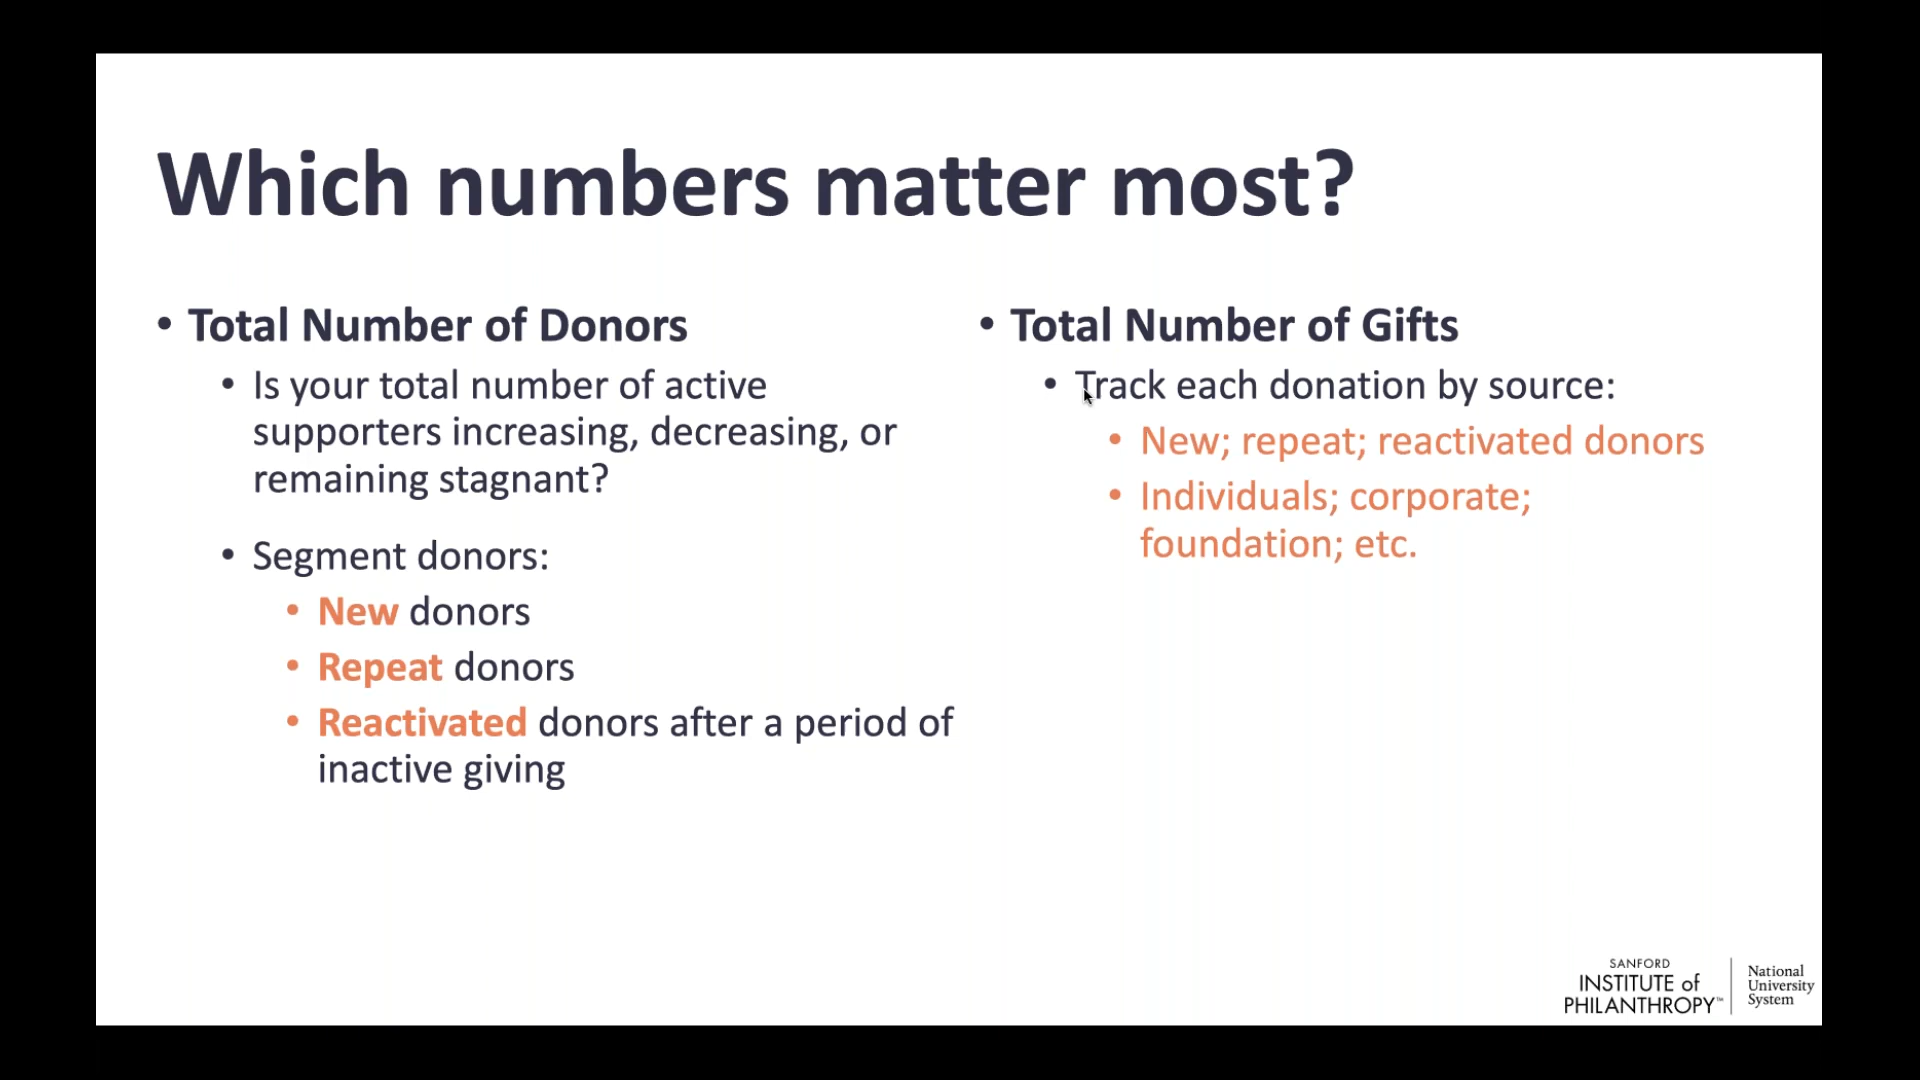 Which numbers matter most?
• Total Number of Donors
• Is your total number of active
supporters increasing, decreasing, or
remaining stagnant?
• Segment donors:
• New donors
• Repeat donors
• Reactivated donors after a period of
inactive giving
• Total Number of Gifts
• Track each donation by source:
• New; repeat; reactivated donors
• Individuals; corporate;
foundation; etc.
SANFORD
INSTITUTE of
PHILANTHROPY™
National
University
System